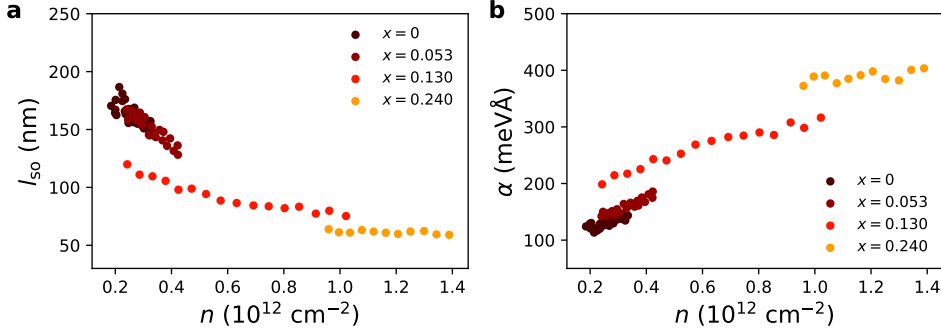 a
250
200
150
100
50
l_so (nm)
0.2 0.4 0.6 0.8 1.0 1.2 1.4
n (10^12 cm^−2)
x = 0
x = 0.053
x = 0.130
x = 0.240
b
500
400
300
200
100
α (meVÅ)
0.2 0.4 0.6 0.8 1.0 1.2 1.4
n (10^12 cm^−2)
x = 0
x = 0.053
x = 0.130
x = 0.240